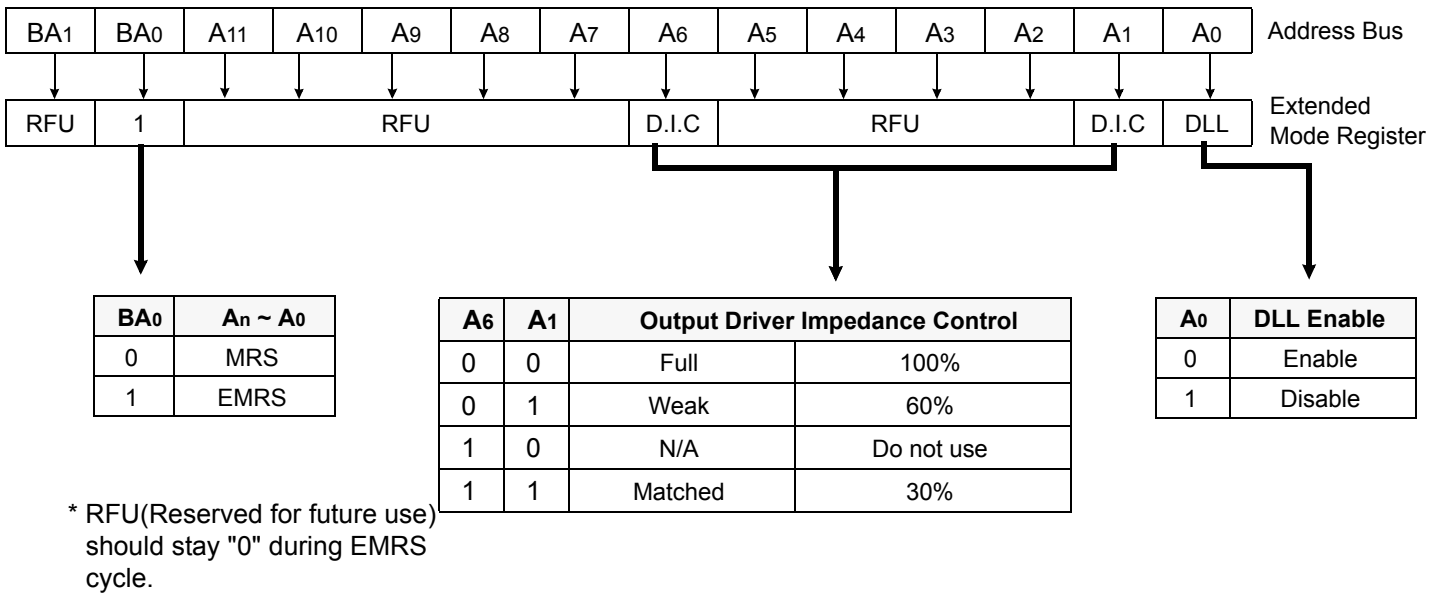 BA1 BA0 A11 A10 A9 A8 A7 A6 A5 A4 A3 A2 A1 A0 Address Bus
RFU 1 RFU D.I.C RFU D.I.C DLL Extended
Mode Register
BA0 An ~ A0
0 MRS
1 EMRS
A6 A1 Output Driver Impedance Control
0 0 Full 100%
0 1 Weak 60%
1 0 N/A Do not use
1 1 Matched 30%
A0 DLL Enable
0 Enable
1 Disable
* RFU(Reserved for future use)
should stay "0" during EMRS
cycle.